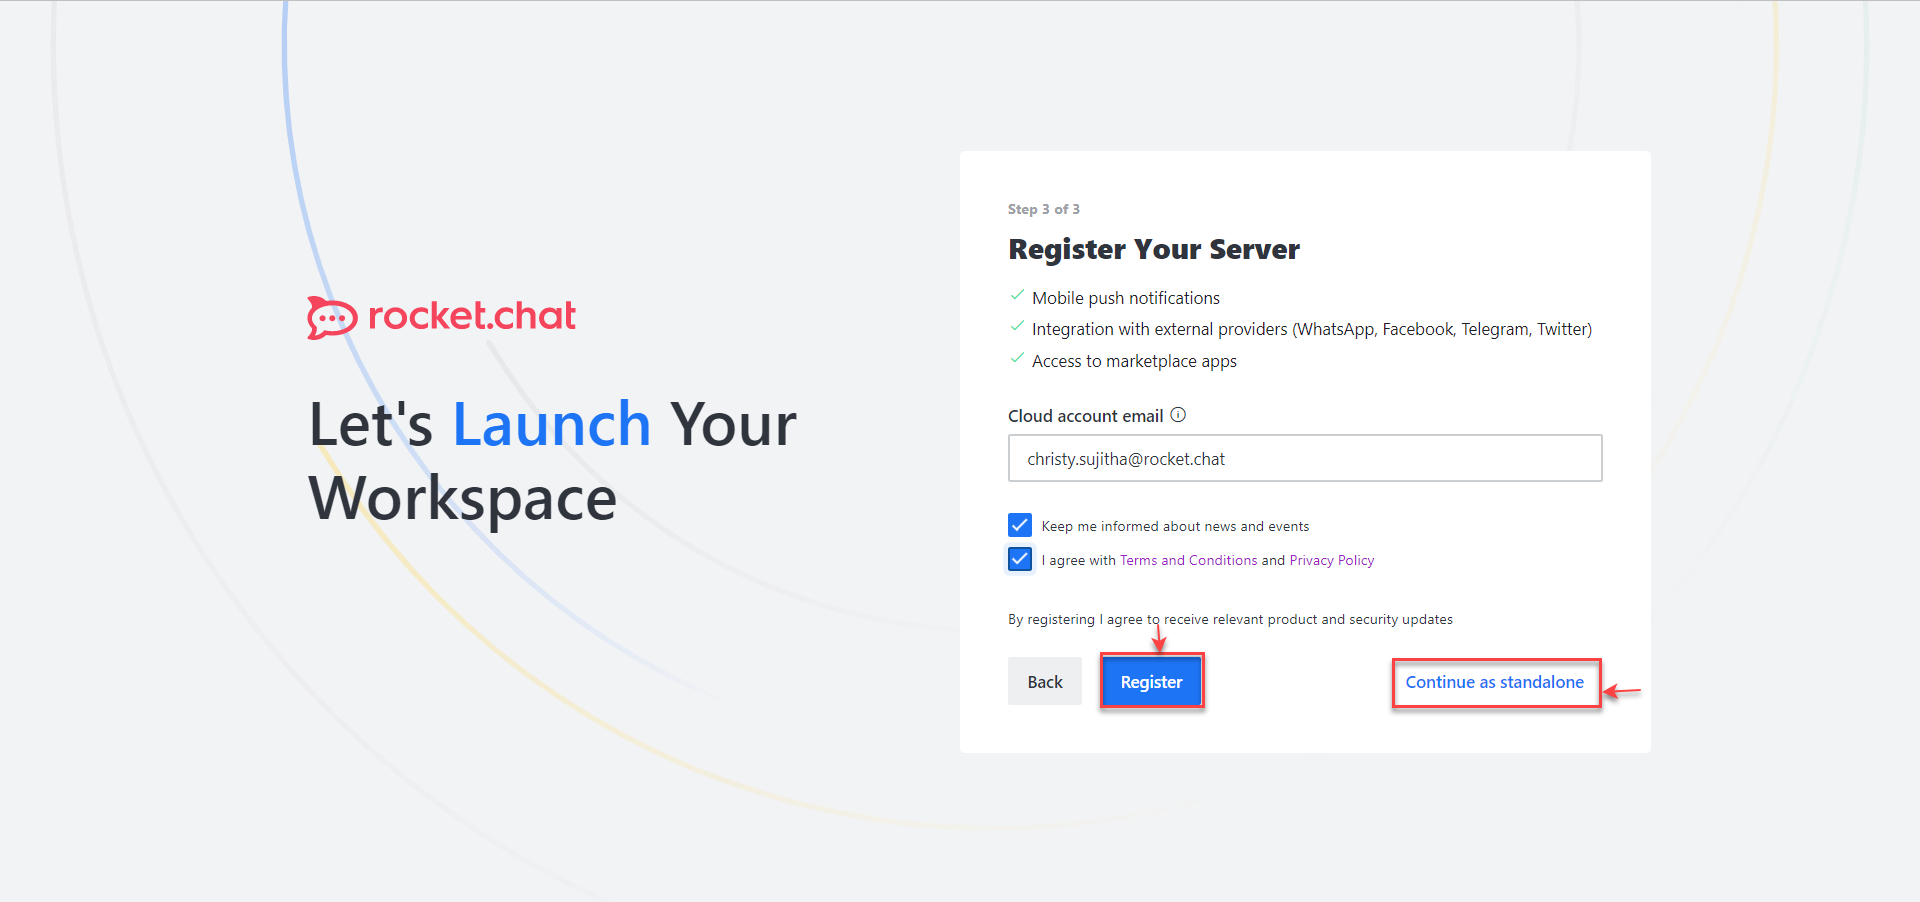 rocket.chat
Let's Launch Your
Workspace
Step 3 of 3
Register Your Server
Mobile push notifications
Integration with external providers (WhatsApp, Facebook, Telegram, Twitter)
Access to marketplace apps
Cloud account email
christy.sujitha@rocket.chat
Keep me informed about news and events
I agree with Terms and Conditions and Privacy Policy
By registering I agree to receive relevant product and security updates
Back
Register
Continue as standalone